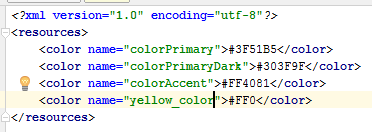 <?xml version="1.0" encoding="utf-8"?>
<resources>
<color name="colorPrimary">#3F51B5</color>
<color name="colorPrimaryDark">#303F9F</color>
<color name="colorAccent">#FF4081</color>
<color name="yellow_color">#FF0</color>
</resources>